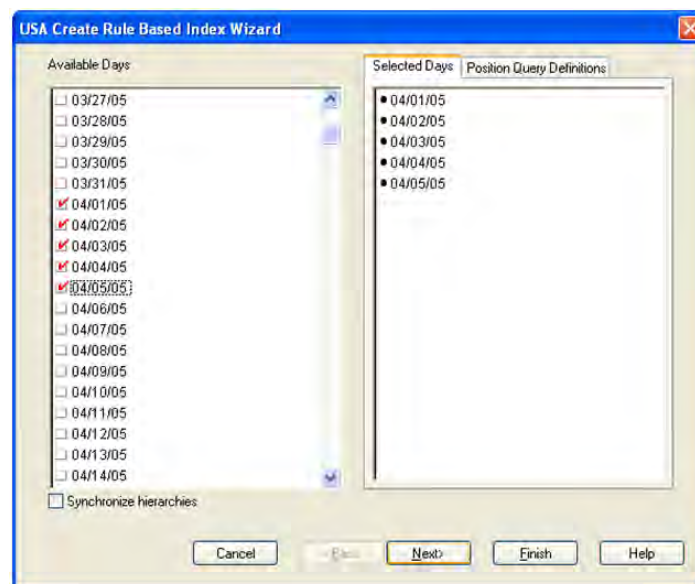 USA Create Rule Based Index Wizard
Available Days
03/27/05
03/28/05
03/29/05
03/30/05
03/31/05
04/01/05
04/02/05
04/03/05
04/04/05
04/05/05
04/06/05
04/07/05
04/08/05
04/09/05
04/10/05
04/11/05
04/12/05
04/13/05
04/14/05
Synchronize hierarchies
Selected Days
Position Query Definitions
04/01/05
04/02/05
04/03/05
04/04/05
04/05/05
Cancel
Next>
Finish
Help